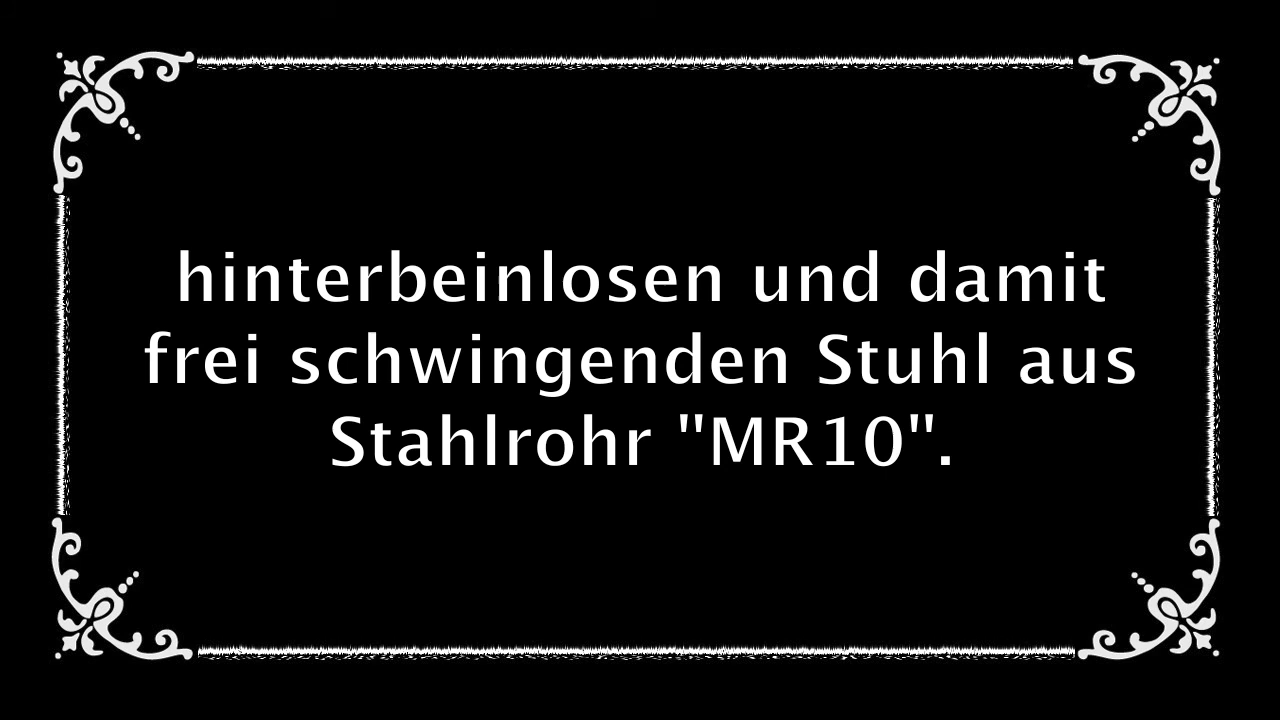 hinterbeinlosen und damit
frei schwingenden Stuhl aus
Stahlrohr "MR10".